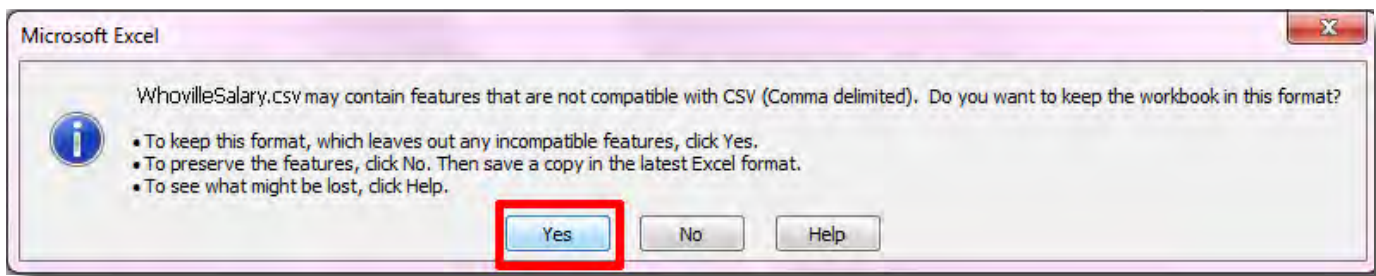 Microsoft Excel
WhovilleSalary.csv may contain features that are not compatible with CSV (Comma delimited). Do you want to keep the workbook in this format?
• To keep this format, which leaves out any incompatible features, click Yes.
• To preserve the features, click No. Then save a copy in the latest Excel format.
• To see what might be lost, click Help.
Yes No Help